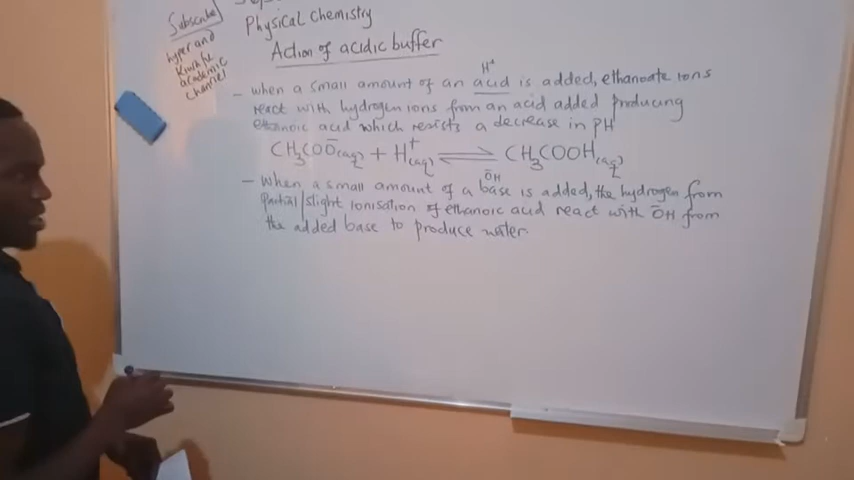 Subscribe
hyper and
academic
channel
Physical Chemistry
Action of acidic buffer
H⁺
- when a small amount of an acid is added, ethanoate ions
react with hydrogen ions from an acid added producing
ethanoic acid which resists a decrease in PH
CH₃COO⁻(aq) + H⁺(aq) ⇌ CH₃COOH(aq)
ŌH
- When a small amount of a base is added, the hydrogen from
partial/slight ionisation of ethanoic acid react with ŌH from
the added base to produce water.